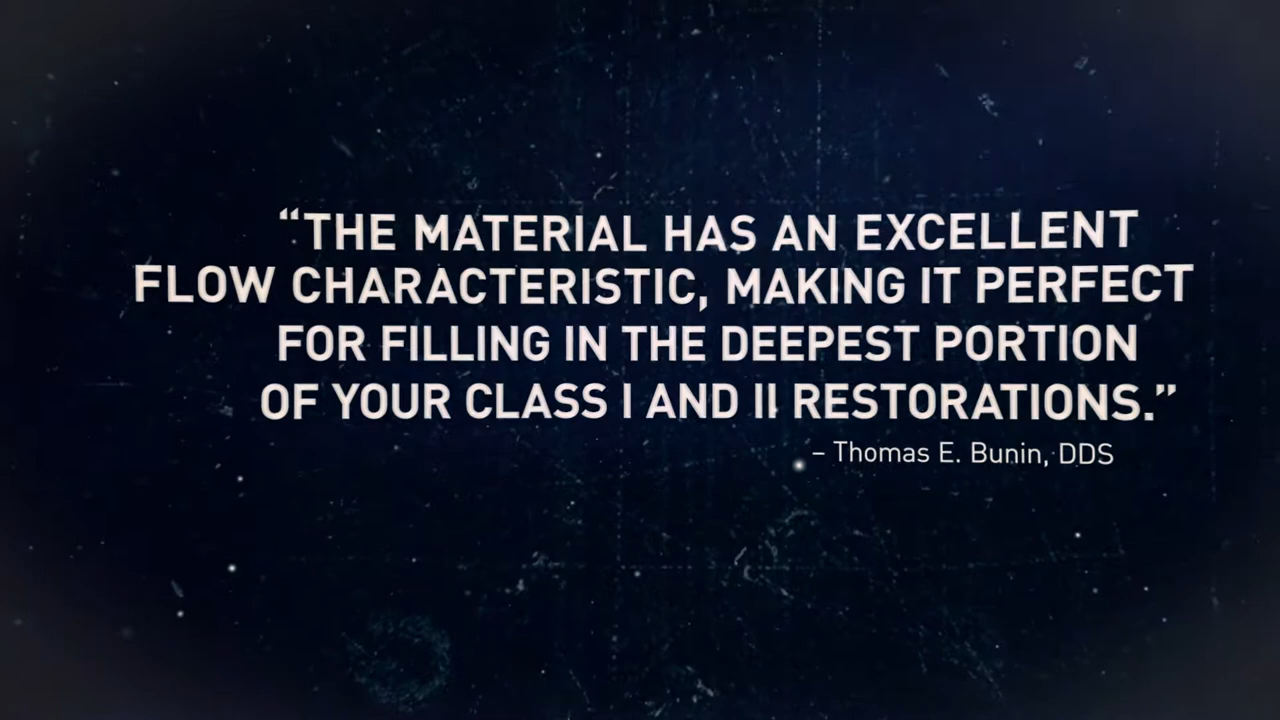 “THE MATERIAL HAS AN EXCELLENT
FLOW CHARACTERISTIC, MAKING IT PERFECT
FOR FILLING IN THE DEEPEST PORTION
OF YOUR CLASS I AND II RESTORATIONS.”
– Thomas E. Bunin, DDS